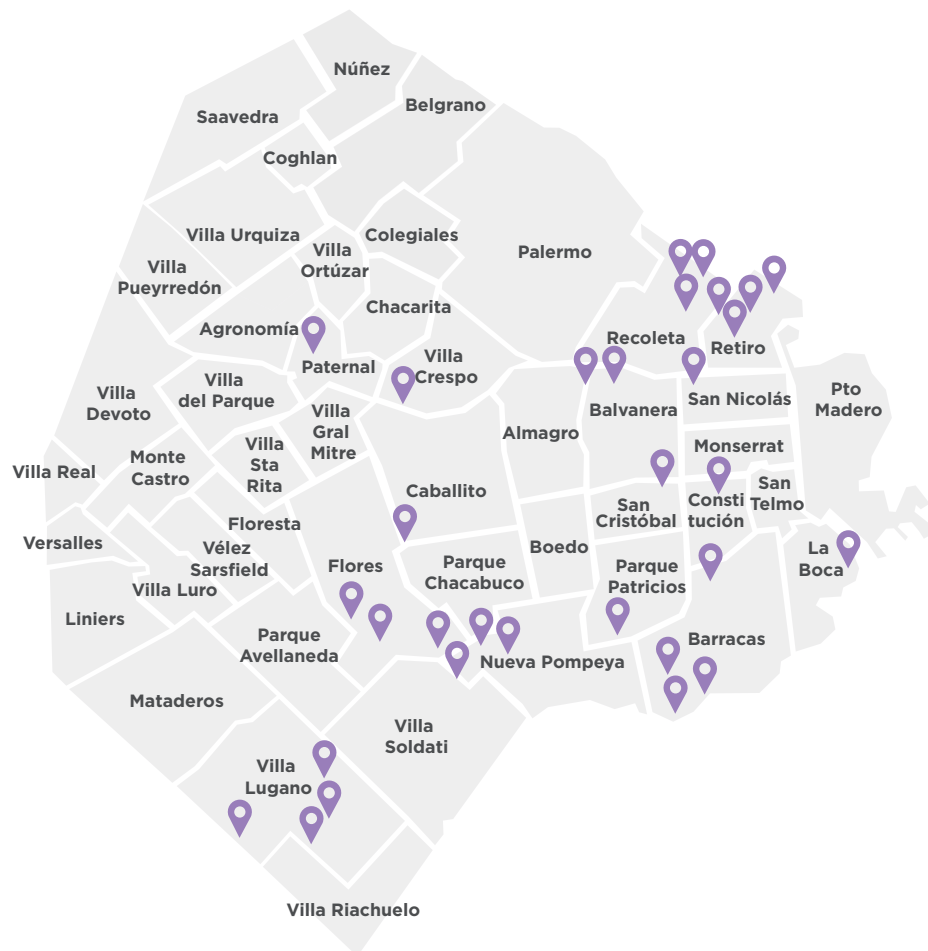 Núñez
Belgrano
Saavedra
Coghlan
Villa Urquiza
Villa
Ortúzar
Colegiales
Palermo
Villa
Pueyrredón
Chacarita
Agronomía
Paternal
Villa
Crespo
Recoleta
Retiro
Villa
Devoto
Villa
del Parque
Villa
Gral
Mitre
Almagro
Balvanera
San Nicolás
Pto
Madero
Villa Real
Monte
Castro
Villa
Sta
Rita
Monserrat
Caballito
San
Cristóbal
Consti
tución
San
Telmo
Versalles
Floresta
Vélez
Sarsfield
Villa Luro
Flores
Parque
Chacabuco
Boedo
Parque
Patricios
La
Boca
Liniers
Parque
Avellaneda
Nueva Pompeya
Barracas
Mataderos
Villa
Soldati
Villa
Lugano
Villa Riachuelo